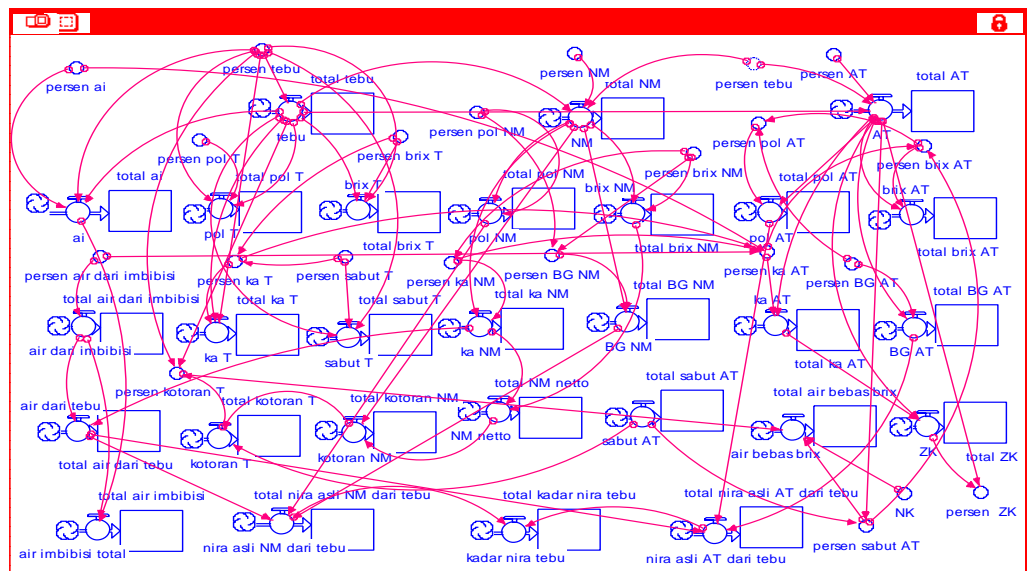 persen tebu
persen ai
total tebu
persen NM
total NM
persen tebu
persen AT
total AT
tebu
persen pol NM
NM
AT
persen pol T
persen brix T
persen pol AT
persen brix AT
total ai
total pol T
brix T
total pol NM
brix NM
persen brix NM
total pol AT
brix AT
ai
pol T
total brix T
pol NM
total brix NM
pol AT
total brix AT
persen air dari imbibisi
persen ka T
persen sabut T
persen ka NM
persen BG NM
persen ka AT
persen BG AT
total air dari imbibisi
total ka T
total sabut T
total ka NM
total BG NM
ka AT
total BG AT
air dari imbibisi
ka T
sabut T
ka NM
BG NM
total ka AT
BG AT
persen kotoran T
air dari tebu
total kotoran T
total kotoran NM
total NM netto
total sabut AT
total air bebas brix
total air dari tebu
kotoran T
kotoran NM
NM netto
sabut AT
air bebas brix
ZK
total ZK
total air imbibisi
total nira asli NM dari tebu
total kadar nira tebu
total nira asli AT dari tebu
NK
persen ZK
air imbibisi total
nira asli NM dari tebu
kadar nira tebu
nira asli AT dari tebu
persen sabut AT